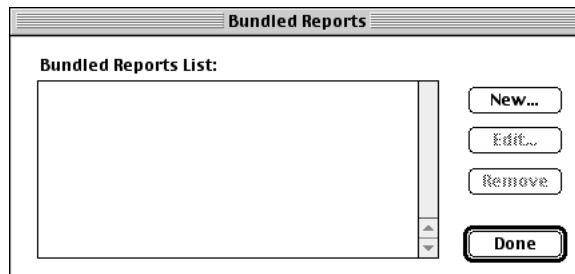 Bundled Reports
Bundled Reports List:
New...
Edit...
Remove
Done